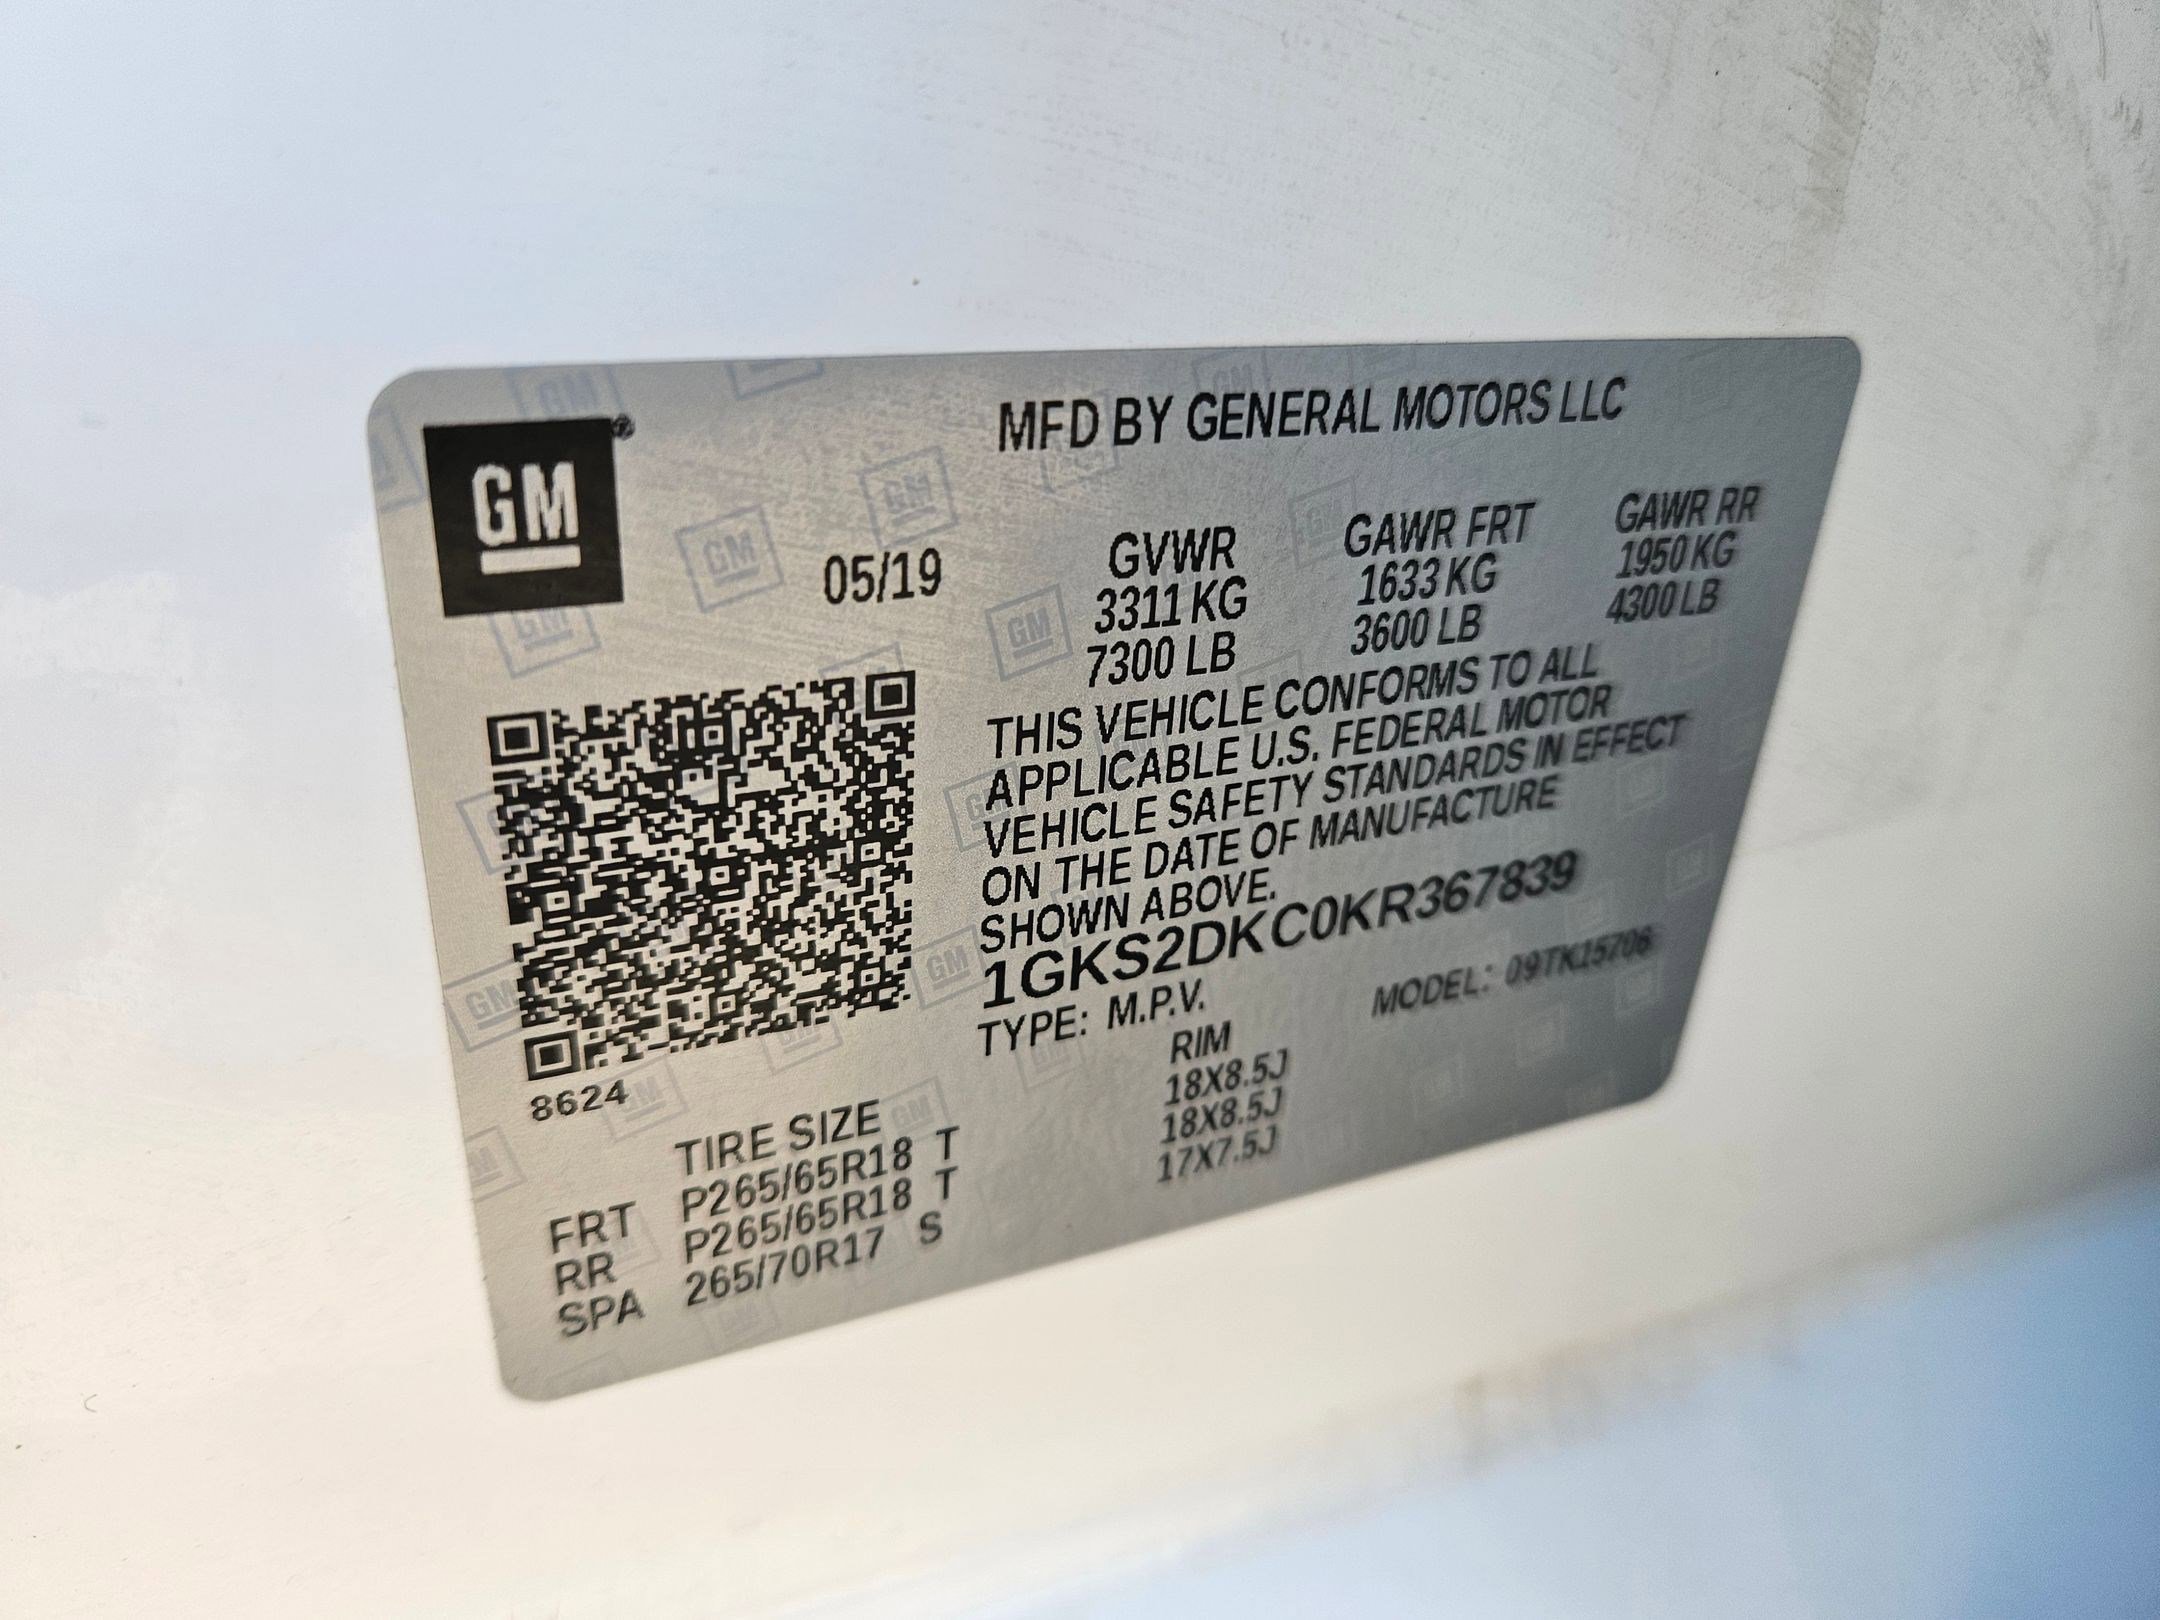 GM®
MFD BY GENERAL MOTORS LLC
05/19
GVWR GAWR FRT GAWR RR
3311 KG 1633 KG 1950 KG
7300 LB 3600 LB 4300 LB
THIS VEHICLE CONFORMS TO ALL
APPLICABLE U.S. FEDERAL MOTOR
VEHICLE SAFETY STANDARDS IN EFFECT
ON THE DATE OF MANUFACTURE
SHOWN ABOVE.
1GKS2DKC0KR367839
TYPE: M.P.V. MODEL: 09TK15706
8624
TIRE SIZE RIM
FRT P265/65R18 T 18X8.5J
RR P265/65R18 T 18X8.5J
SPA 265/70R17 S 17X7.5J